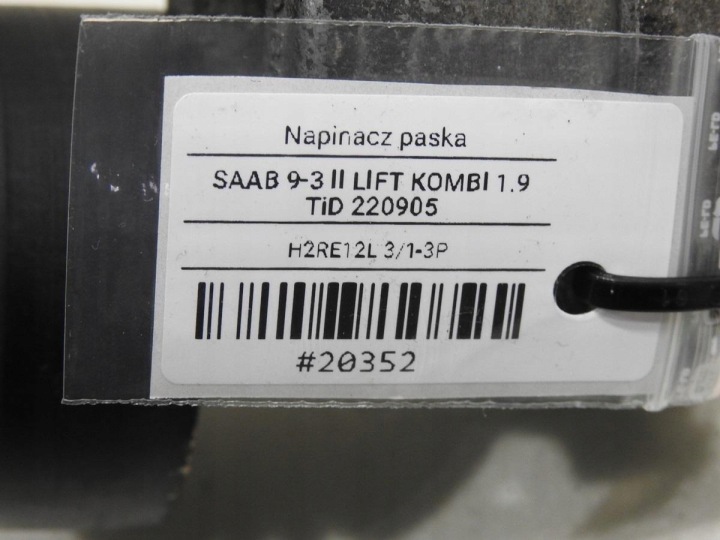 Napinacz paska
SAAB 9-3 II LIFT KOMBI 1.9
TiD 220905
H2RE12L 3/1-3P
#20352